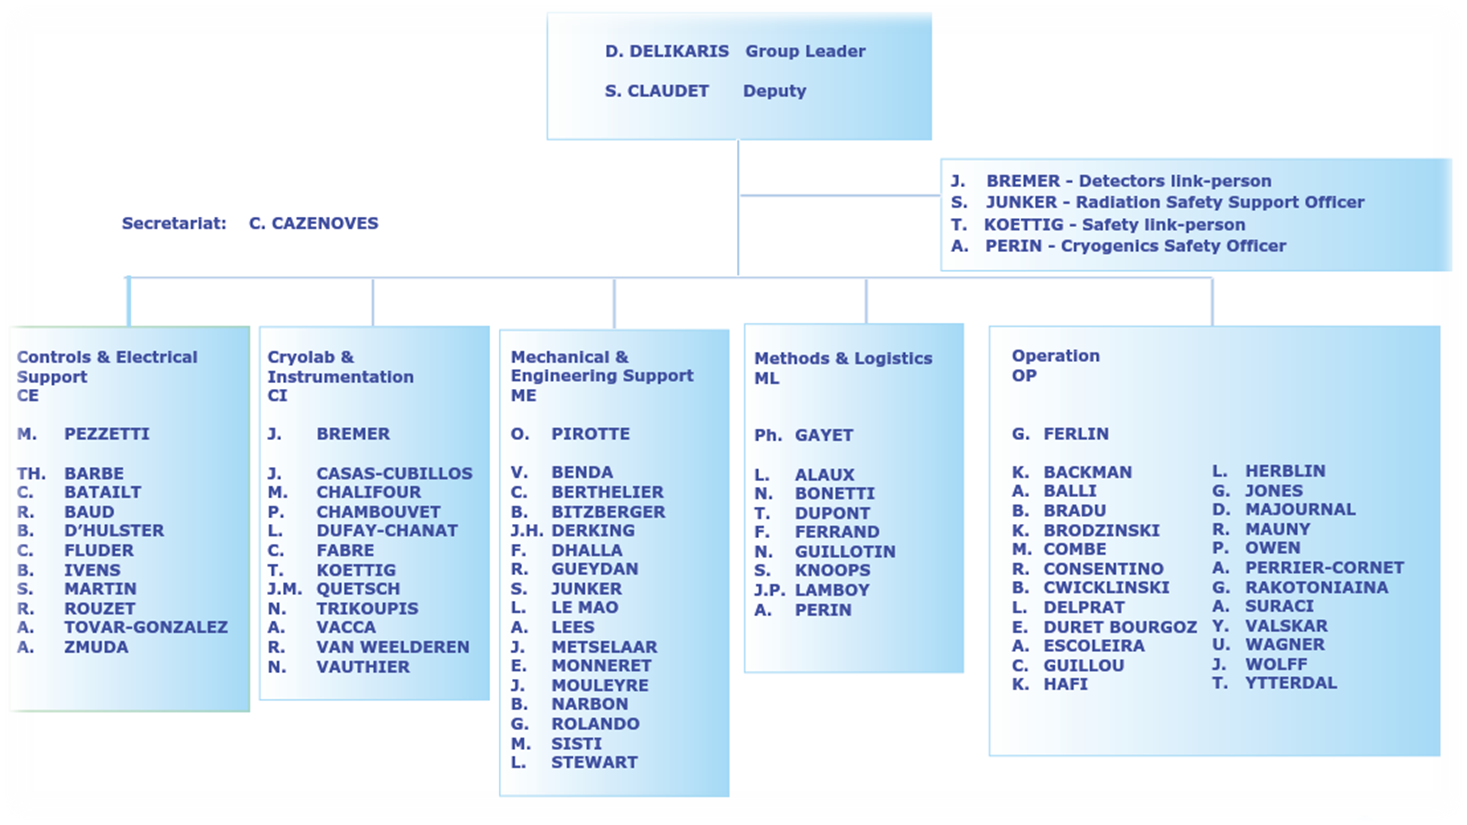 D. DELIKARIS Group Leader
S. CLAUDET Deputy
J. BREMER - Detectors link-person
S. JUNKER - Radiation Safety Support Officer
T. KOETTIG - Safety link-person
A. PERIN - Cryogenics Safety Officer
Secretariat: C. CAZENOVES
Controls & Electrical
Support
CE
M. PEZZETTI
TH. BARBE
C. BATAILT
R. BAUD
B. D’HULSTER
C. FLUDER
B. IVENS
S. MARTIN
R. ROUZET
A. TOVAR-GONZALEZ
A. ZMUDA
Cryolab &
Instrumentation
CI
J. BREMER
J. CASAS-CUBILLOS
M. CHALIFOUR
P. CHAMBOUVET
L. DUFAY-CHANAT
C. FABRE
T. KOETTIG
J.M. QUETSCH
N. TRIKOUPIS
A. VACCA
R. VAN WEELDEREN
N. VAUTHIER
Mechanical &
Engineering Support
ME
O. PIROTTE
V. BENDA
C. BERTHELIER
B. BITZBERGER
J.H. DERKING
F. DHALLA
R. GUEYDAN
S. JUNKER
L. LE MAO
A. LEES
J. METSELAAR
E. MONNERET
J. MOULEYRE
B. NARBON
G. ROLANDO
M. SISTI
L. STEWART
Methods & Logistics
ML
Ph. GAYET
L. ALAUX
N. BONETTI
T. DUPONT
F. FERRAND
N. GUILLOTIN
S. KNOOPS
J.P. LAMBOY
A. PERIN
Operation
OP
G. FERLIN
K. BACKMAN
A. BALLI
B. BRADU
K. BRODZINSKI
M. COMBE
R. CONSENTINO
B. CWICKLINSKI
L. DELPRAT
E. DURET BOURGOZ
A. ESCOLEIRA
C. GUILLOU
K. HAFI
L. HERBLIN
G. JONES
D. MAJOURNAL
R. MAUNY
P. OWEN
A. PERRIER-CORNET
G. RAKOTONIAINA
A. SURACI
Y. VALSKAR
U. WAGNER
J. WOLFF
T. YTTERDAL